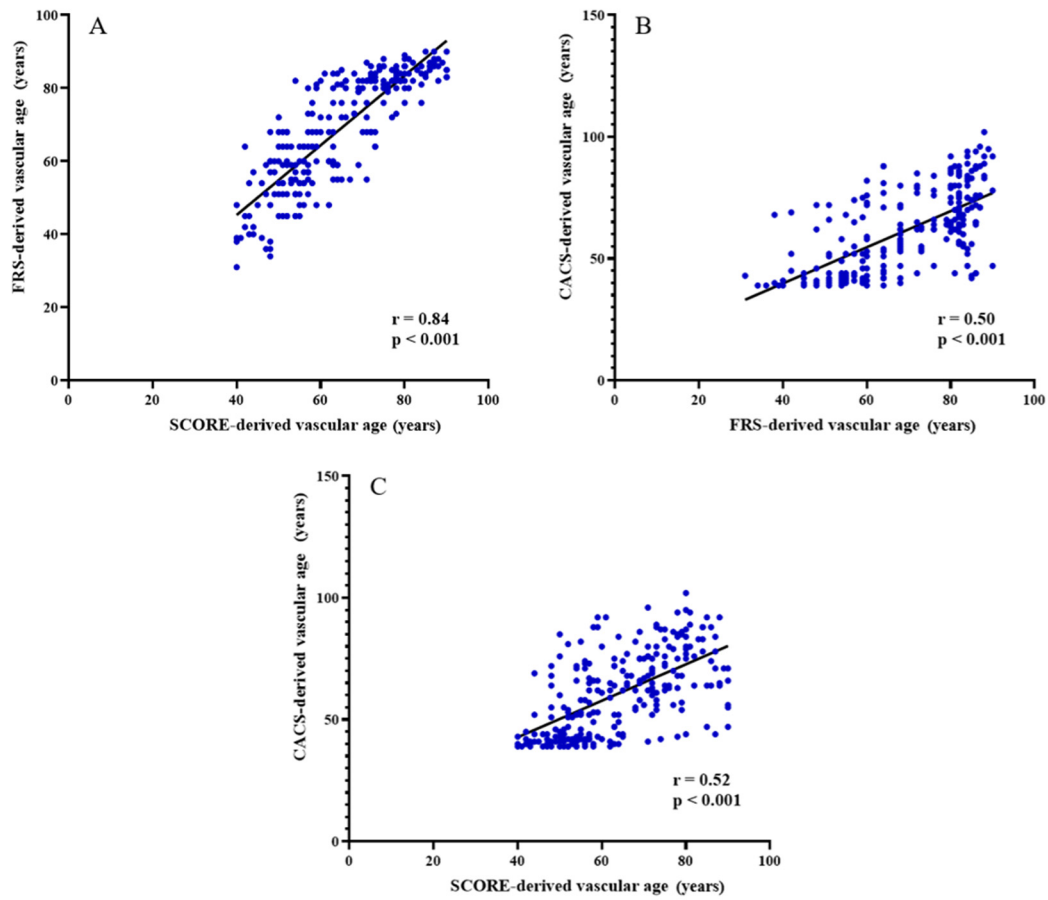 A
FRS-derived vascular age (years)
100
80
60
40
20
0
r = 0.84
p < 0.001
0 20 40 60 80 100
SCORE-derived vascular age (years)
B
CACS-derived vascular age (years)
150
100
50
0
r = 0.50
p < 0.001
0 20 40 60 80 100
FRS-derived vascular age (years)
C
CACS-derived vascular age (years)
150
100
50
0
r = 0.52
p < 0.001
0 20 40 60 80 100
SCORE-derived vascular age (years)